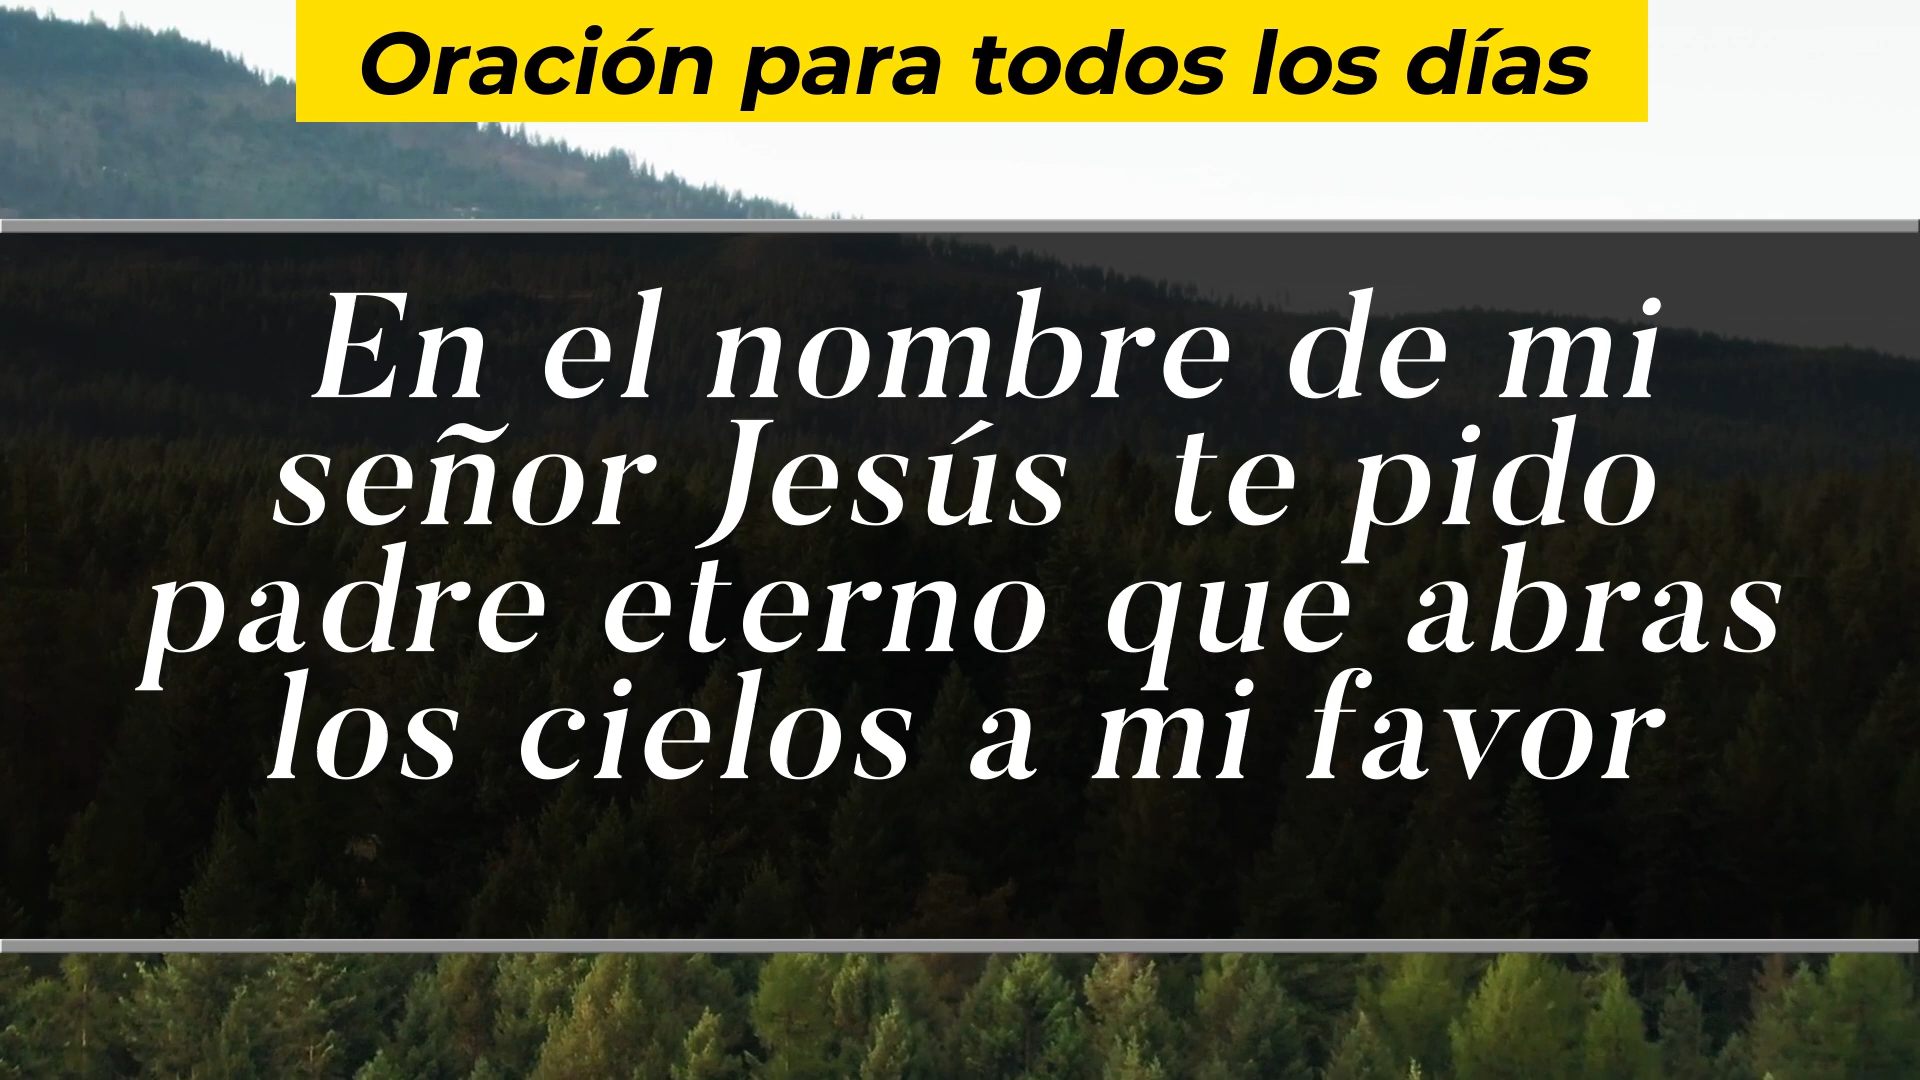 Oración para todos los días
En el nombre de mi
señor Jesús  te pido
padre eterno que abras
los cielos a mi favor